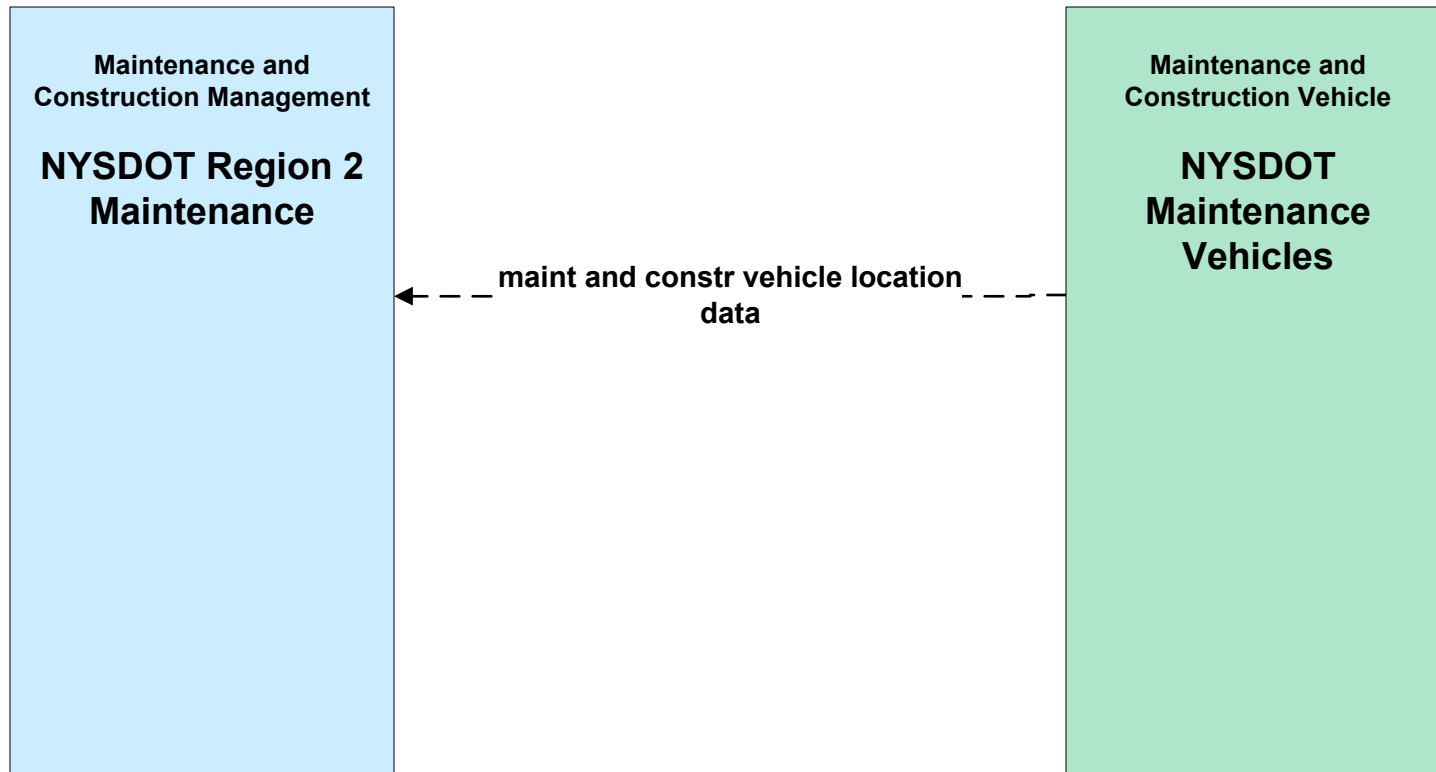 Maintenance and
Construction Management
NYSDOT Region 2
Maintenance
maint and constr vehicle location
data
Maintenance and
Construction Vehicle
NYSDOT
Maintenance
Vehicles